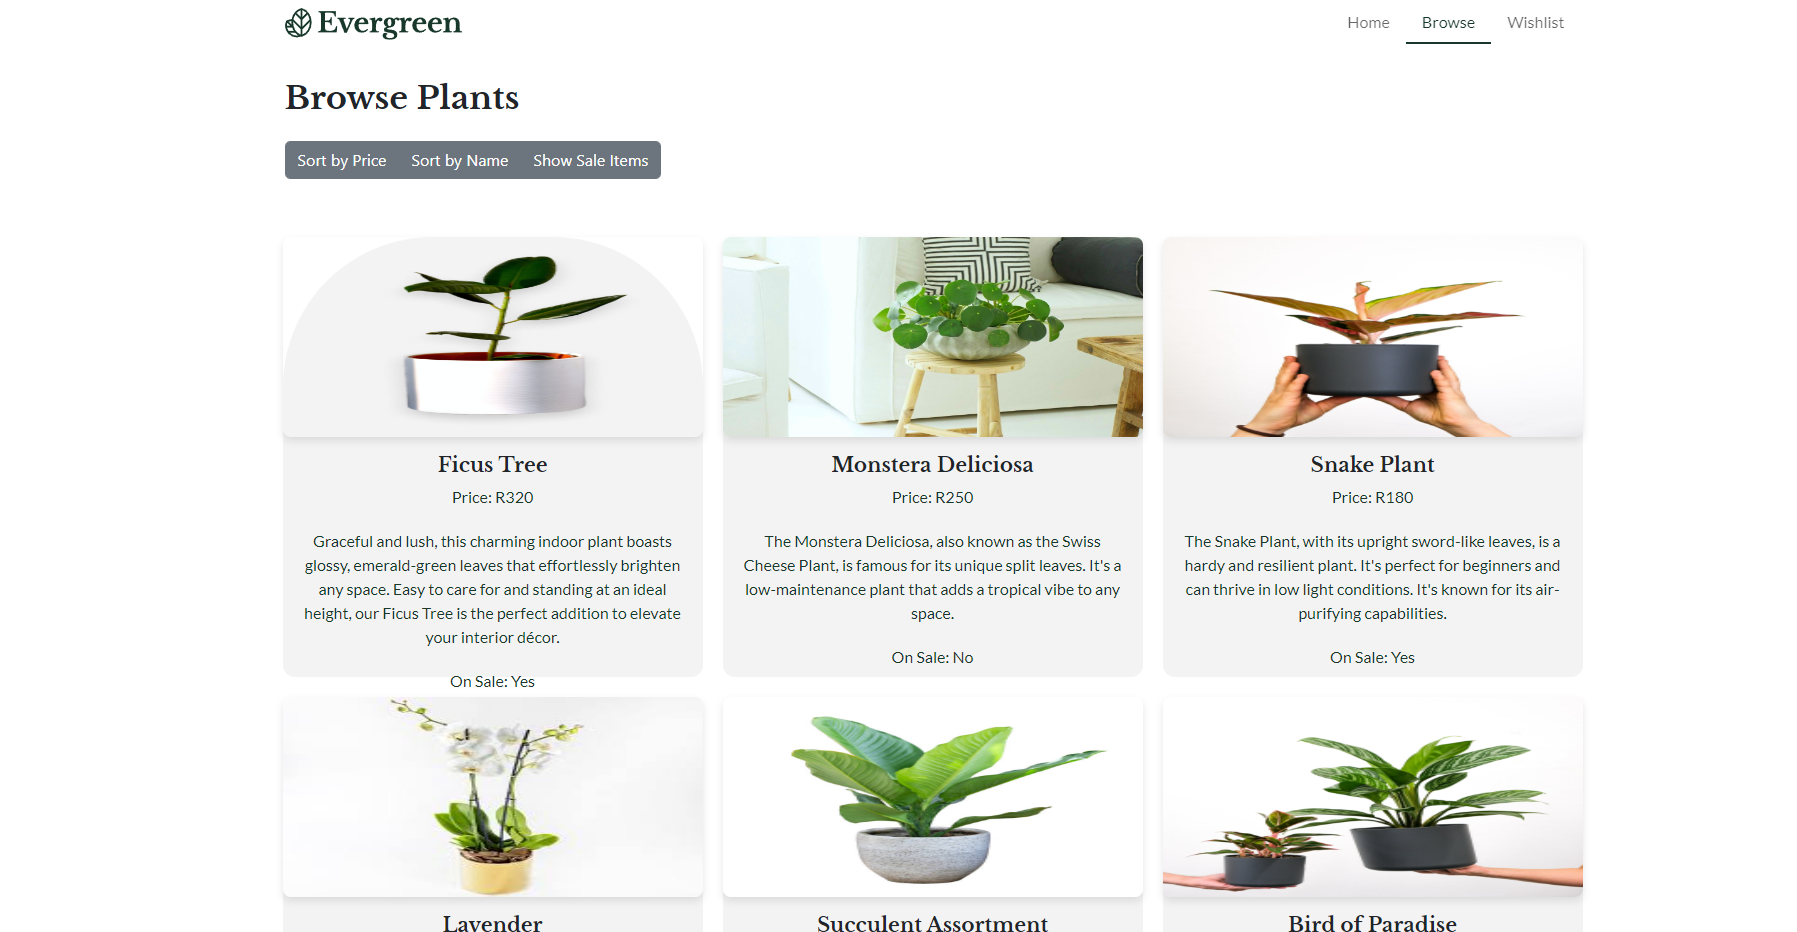 Evergreen
Home Browse Wishlist
Browse Plants
Sort by Price Sort by Name Show Sale Items
Ficus Tree
Price: R320
Graceful and lush, this charming indoor plant boasts
glossy, emerald-green leaves that effortlessly brighten
any space. Easy to care for and standing at an ideal
height, our Ficus Tree is the perfect addition to elevate
your interior décor.
On Sale: Yes
Monstera Deliciosa
Price: R250
The Monstera Deliciosa, also known as the Swiss
Cheese Plant, is famous for its unique split leaves. It's a
low-maintenance plant that adds a tropical vibe to any
space.
On Sale: No
Snake Plant
Price: R180
The Snake Plant, with its upright sword-like leaves, is a
hardy and resilient plant. It's perfect for beginners and
can thrive in low light conditions. It's known for its air-
purifying capabilities.
On Sale: Yes
Lavender
Succulent Assortment
Bird of Paradise